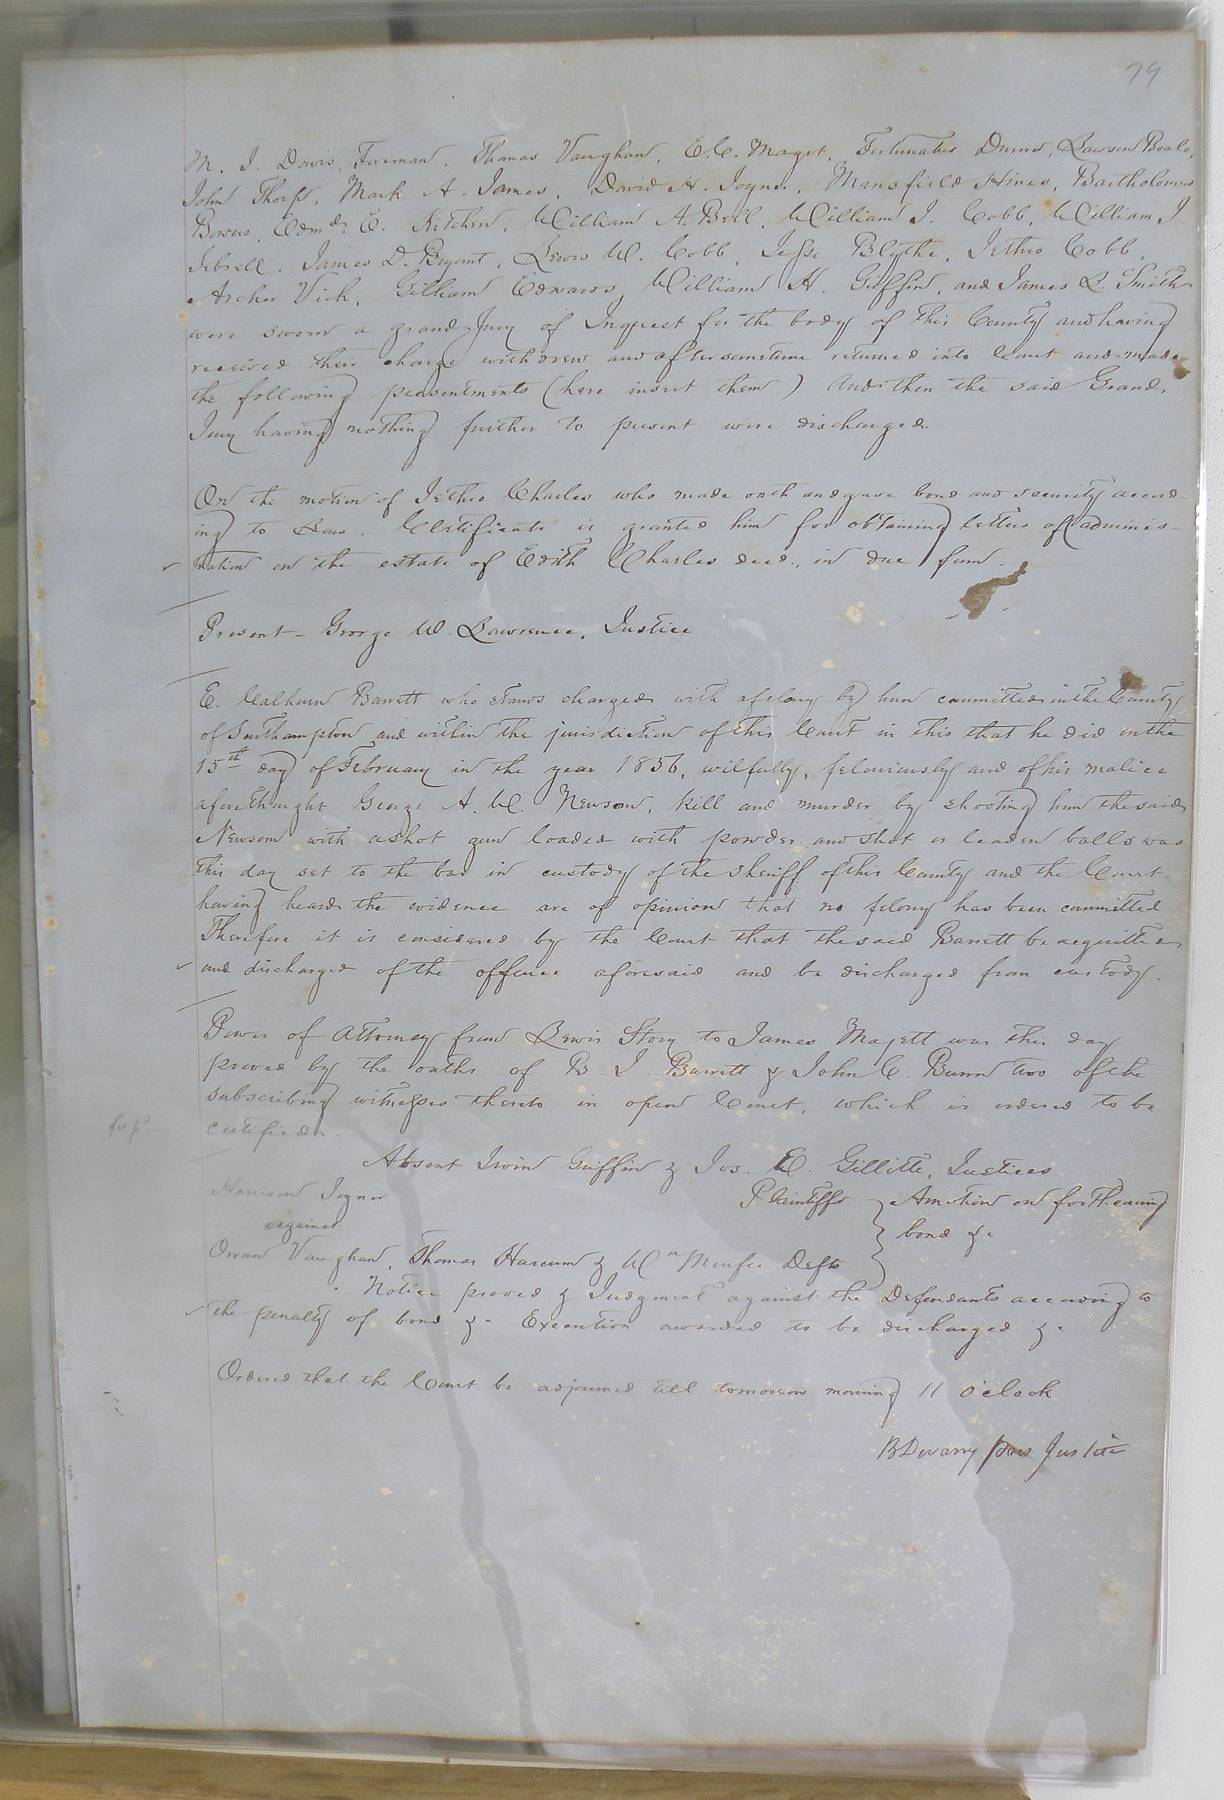 79
M. J. Davis, Foreman, Thomas Vaughan, E.C. Maget, Fortunatus Durn, Lawson Beale,
John Thorp, Mark A. James, David H. Joyner, Mansfield Hines, Bartholomew
Edmd. E. Kitchen, William A. Bell, William J. Cobb, William J
Sebrell, James D. Bryant, Lewis W. Cobb, Jesse Blythe, Jethro Cobb,
Archer Vick, Gilliam Edwards, William H. Griffin, and James R. Smith
were sworn a grand Jury of Inquest for the body of this County and having
received their charge withdrew and after sometime returned into Court and made
the following presentments (here insert them) And then the said Grand
Jury having nothing further to present were discharged.
On the motion of Jethro Charles who made oath and gave bond and security accord-
ing to Law. Certificate is granted him for obtaining letters of adminis-
tration on the estate of Edith Charles decd., in due form.
Present - George W. Lawrence, Justice
E. Calhoun Barrett who stands charged with a felony by him committed in the County
of Southampton and within the jurisdiction of this Court in this that he did on the
15th day of February in the year 1856, wilfully, feloniously and of his malice
aforethought George A. W. Newsom, kill and murder by shooting him the said
Newsom with a shot gun loaded with powder and shot or leaden balls was
this day set to the bar in custody of the Sheriff of this County and the Court
having heard the evidence are of opinion that no felony has been committed
Therefore it is considered by the Court that the said Barrett be acquitted
and discharged of the offence aforesaid and be discharged from custody.
Power of Attorney from Lewis Story to James Magett was this day
proved by the oaths of B. J. Barrett & John C. Bunn two of the
subscribing witnesses thereto in open Court, which is ordered to be
certified.
Absent Irwin Griffin & Jos. E. Gillitte, Justices
Harrison Joyner Plaintiff } A motion on forthcoming
against bond &c
Orran Vaughan, Thomas Harcum & Wm Minfee Defts
Notice proved & Judgment against the Defendants according to
the penalty of bond &c Execution awarded to be discharged &c
Ordered that the Court be adjourned till tomorrow morning 11 o'clock
B Devany pres Justice